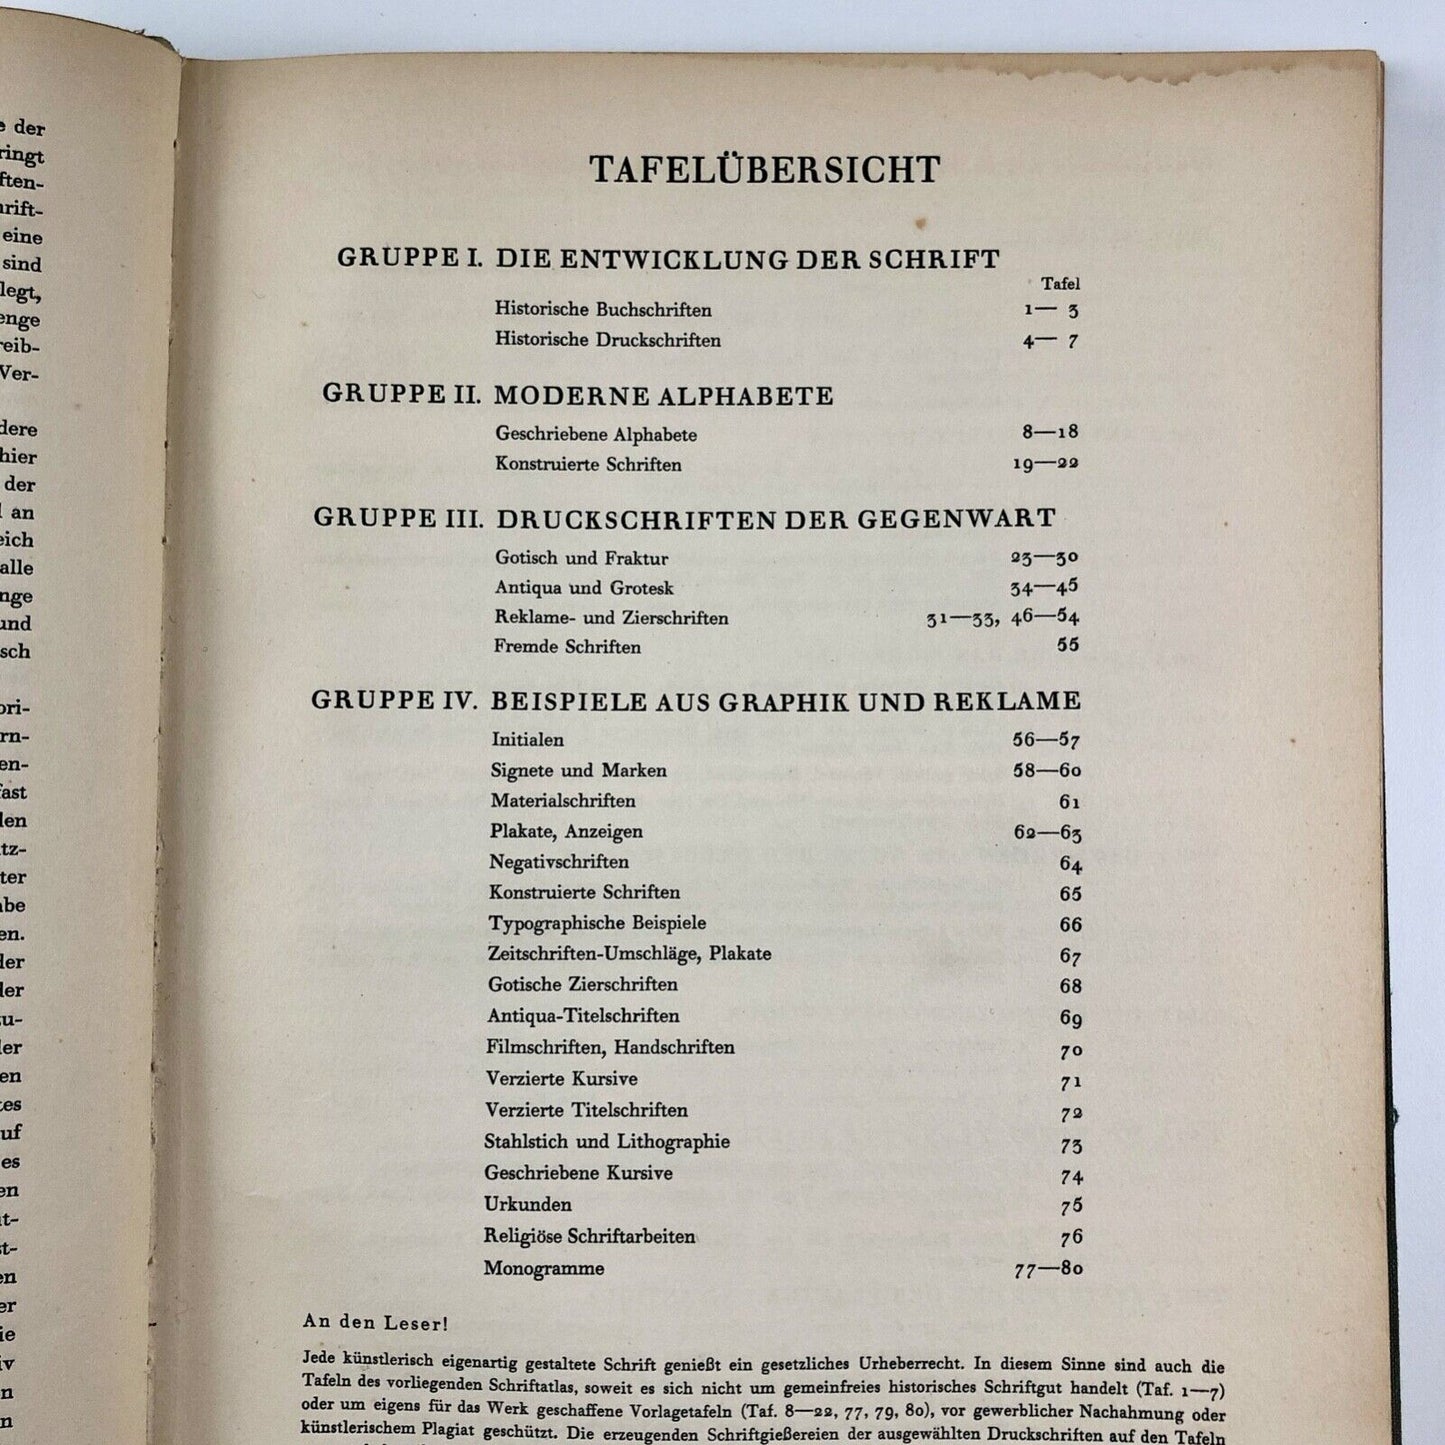 der
eine
sind
hier
der
an
alle
und
fast
TAFELÜBERSICHT
GRUPPE I. DIE ENTWICKLUNG DER SCHRIFT
Tafel
Historische Buchschriften 1— 3
Historische Druckschriften 4— 7
GRUPPE II. MODERNE ALPHABETE
Geschriebene Alphabete 8—18
Konstruierte Schriften 19—22
GRUPPE III. DRUCKSCHRIFTEN DER GEGENWART
Gotisch und Fraktur 23—30
Antiqua und Grotesk 34—45
Reklame- und Zierschriften 31—33, 46—54
Fremde Schriften 55
GRUPPE IV. BEISPIELE AUS GRAPHIK UND REKLAME
Initialen 56—57
Signete und Marken 58—60
Materialschriften 61
Plakate, Anzeigen 62—63
Negativschriften 64
Konstruierte Schriften 65
Typographische Beispiele 66
Zeitschriften-Umschläge, Plakate 67
Gotische Zierschriften 68
Antiqua-Titelschriften 69
Filmschriften, Handschriften 70
Verzierte Kursive 71
Verzierte Titelschriften 72
Stahlstich und Lithographie 73
Geschriebene Kursive 74
Urkunden 75
Religiöse Schriftarbeiten 76
Monogramme 77—80
An den Leser!
Jede künstlerisch eigenartig gestaltete Schrift genießt ein gesetzliches Urheberrecht. In diesem Sinne sind auch die
Tafeln des vorliegenden Schriftatlas, soweit es sich nicht um gemeinfreies historisches Schriftgut handelt (Taf. 1—7)
oder um eigens für das Werk geschaffene Vorlagetafeln (Taf. 8—22, 77, 79, 80), vor gewerblicher Nachahmung oder
künstlerischem Plagiat geschützt. Die erzeugenden Schriftgießereien der ausgewählten Druckschriften auf den Tafeln